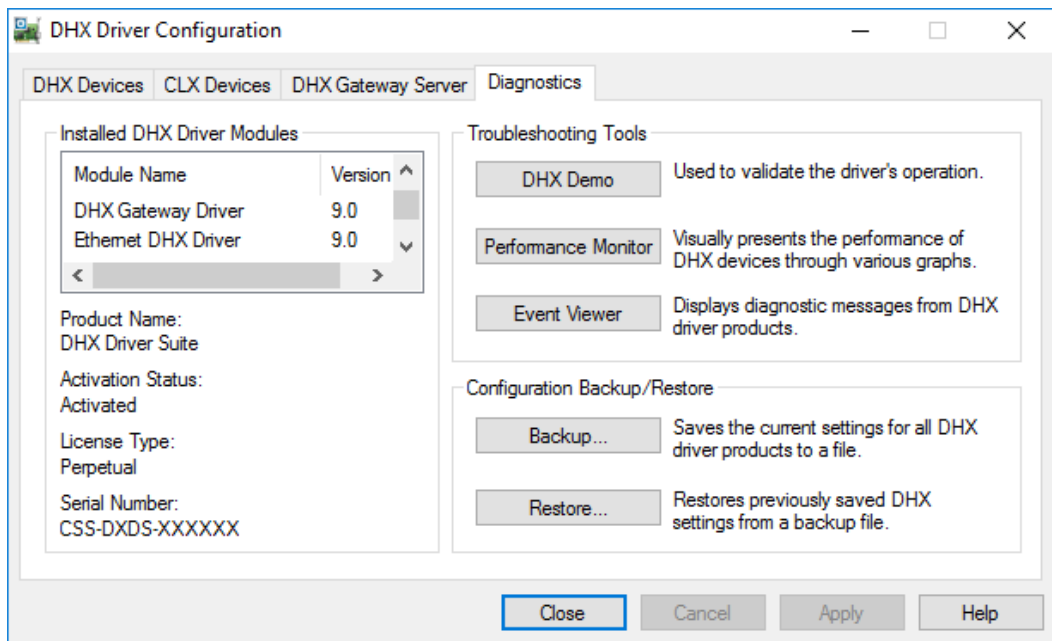 DHX Driver Configuration
DHX Devices CLX Devices DHX Gateway Server Diagnostics
Installed DHX Driver Modules
Module Name Version
DHX Gateway Driver 9.0
Ethernet DHX Driver 9.0
Product Name:
DHX Driver Suite
Activation Status:
Activated
License Type:
Perpetual
Serial Number:
CSS-DXDS-XXXXXX
Troubleshooting Tools
DHX Demo
Used to validate the driver's operation.
Performance Monitor
Visually presents the performance of
DHX devices through various graphs.
Event Viewer
Displays diagnostic messages from DHX
driver products.
Configuration Backup/Restore
Backup...
Saves the current settings for all DHX
driver products to a file.
Restore...
Restores previously saved DHX
settings from a backup file.
Close Cancel Apply Help